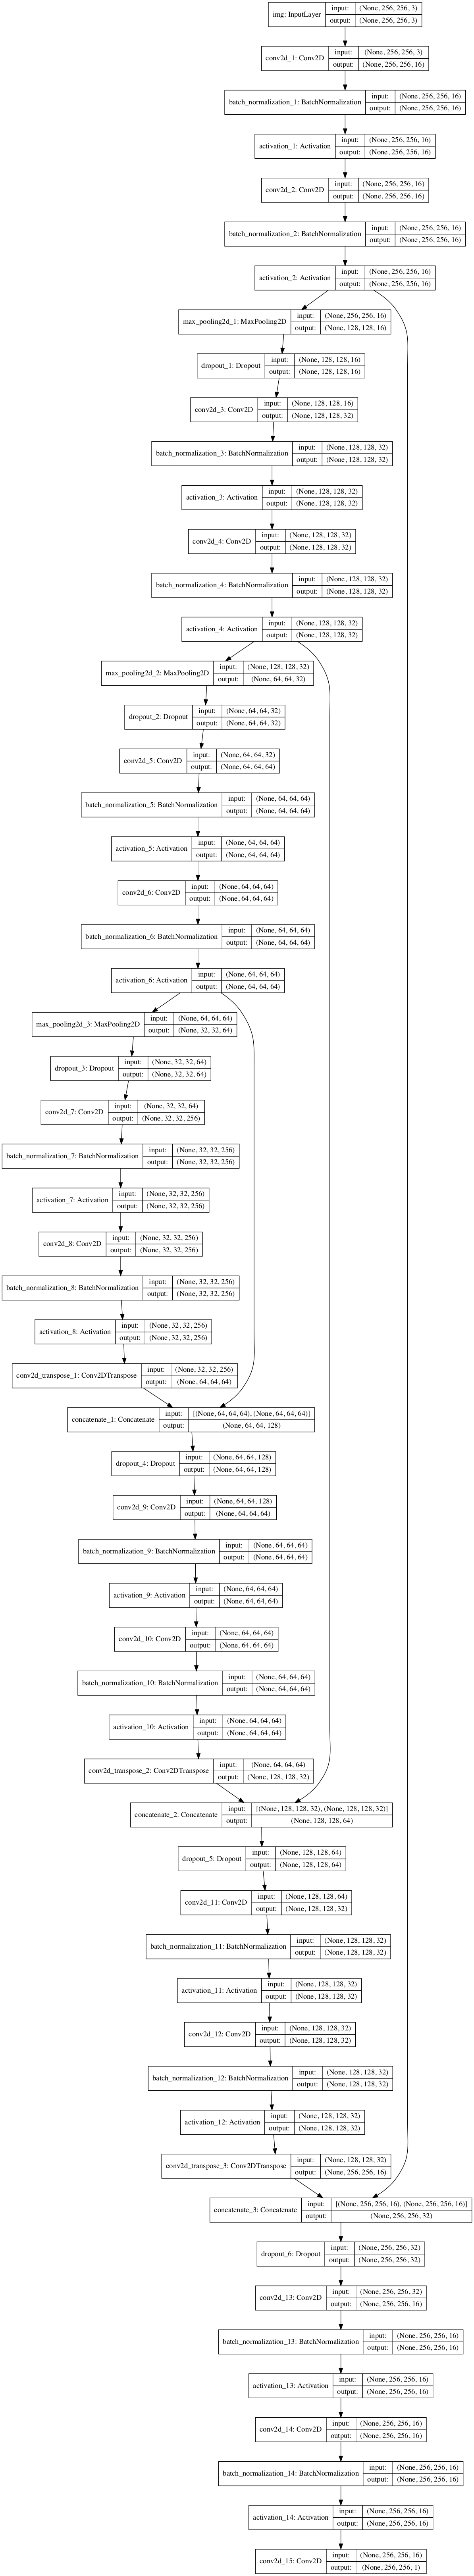 img: InputLayer
input: (None, 256, 256, 3)
output: (None, 256, 256, 3)
conv2d_1: Conv2D
input: (None, 256, 256, 3)
output: (None, 256, 256, 16)
batch_normalization_1: BatchNormalization
input: (None, 256, 256, 16)
output: (None, 256, 256, 16)
activation_1: Activation
input: (None, 256, 256, 16)
output: (None, 256, 256, 16)
conv2d_2: Conv2D
input: (None, 256, 256, 16)
output: (None, 256, 256, 16)
batch_normalization_2: BatchNormalization
input: (None, 256, 256, 16)
output: (None, 256, 256, 16)
activation_2: Activation
input: (None, 256, 256, 16)
output: (None, 256, 256, 16)
max_pooling2d_1: MaxPooling2D
input: (None, 256, 256, 16)
output: (None, 128, 128, 16)
dropout_1: Dropout
input: (None, 128, 128, 16)
output: (None, 128, 128, 16)
conv2d_3: Conv2D
input: (None, 128, 128, 16)
output: (None, 128, 128, 32)
batch_normalization_3: BatchNormalization
input: (None, 128, 128, 32)
output: (None, 128, 128, 32)
activation_3: Activation
input: (None, 128, 128, 32)
output: (None, 128, 128, 32)
conv2d_4: Conv2D
input: (None, 128, 128, 32)
output: (None, 128, 128, 32)
batch_normalization_4: BatchNormalization
input: (None, 128, 128, 32)
output: (None, 128, 128, 32)
activation_4: Activation
input: (None, 128, 128, 32)
output: (None, 128, 128, 32)
max_pooling2d_2: MaxPooling2D
input: (None, 128, 128, 32)
output: (None, 64, 64, 32)
dropout_2: Dropout
input: (None, 64, 64, 32)
output: (None, 64, 64, 32)
conv2d_5: Conv2D
input: (None, 64, 64, 32)
output: (None, 64, 64, 64)
batch_normalization_5: BatchNormalization
input: (None, 64, 64, 64)
output: (None, 64, 64, 64)
activation_5: Activation
input: (None, 64, 64, 64)
output: (None, 64, 64, 64)
conv2d_6: Conv2D
input: (None, 64, 64, 64)
output: (None, 64, 64, 64)
batch_normalization_6: BatchNormalization
input: (None, 64, 64, 64)
output: (None, 64, 64, 64)
activation_6: Activation
input: (None, 64, 64, 64)
output: (None, 64, 64, 64)
max_pooling2d_3: MaxPooling2D
input: (None, 64, 64, 64)
output: (None, 32, 32, 64)
dropout_3: Dropout
input: (None, 32, 32, 64)
output: (None, 32, 32, 64)
conv2d_7: Conv2D
input: (None, 32, 32, 64)
output: (None, 32, 32, 256)
batch_normalization_7: BatchNormalization
input: (None, 32, 32, 256)
output: (None, 32, 32, 256)
activation_7: Activation
input: (None, 32, 32, 256)
output: (None, 32, 32, 256)
conv2d_8: Conv2D
input: (None, 32, 32, 256)
output: (None, 32, 32, 256)
batch_normalization_8: BatchNormalization
input: (None, 32, 32, 256)
output: (None, 32, 32, 256)
activation_8: Activation
input: (None, 32, 32, 256)
output: (None, 32, 32, 256)
conv2d_transpose_1: Conv2DTranspose
input: (None, 32, 32, 256)
output: (None, 64, 64, 64)
concatenate_1: Concatenate
input: [(None, 64, 64, 64), (None, 64, 64, 64)]
output: (None, 64, 64, 128)
dropout_4: Dropout
input: (None, 64, 64, 128)
output: (None, 64, 64, 128)
conv2d_9: Conv2D
input: (None, 64, 64, 128)
output: (None, 64, 64, 64)
batch_normalization_9: BatchNormalization
input: (None, 64, 64, 64)
output: (None, 64, 64, 64)
activation_9: Activation
input: (None, 64, 64, 64)
output: (None, 64, 64, 64)
conv2d_10: Conv2D
input: (None, 64, 64, 64)
output: (None, 64, 64, 64)
batch_normalization_10: BatchNormalization
input: (None, 64, 64, 64)
output: (None, 64, 64, 64)
activation_10: Activation
input: (None, 64, 64, 64)
output: (None, 64, 64, 64)
conv2d_transpose_2: Conv2DTranspose
input: (None, 64, 64, 64)
output: (None, 128, 128, 32)
concatenate_2: Concatenate
input: [(None, 128, 128, 32), (None, 128, 128, 32)]
output: (None, 128, 128, 64)
dropout_5: Dropout
input: (None, 128, 128, 64)
output: (None, 128, 128, 64)
conv2d_11: Conv2D
input: (None, 128, 128, 64)
output: (None, 128, 128, 32)
batch_normalization_11: BatchNormalization
input: (None, 128, 128, 32)
output: (None, 128, 128, 32)
activation_11: Activation
input: (None, 128, 128, 32)
output: (None, 128, 128, 32)
conv2d_12: Conv2D
input: (None, 128, 128, 32)
output: (None, 128, 128, 32)
batch_normalization_12: BatchNormalization
input: (None, 128, 128, 32)
output: (None, 128, 128, 32)
activation_12: Activation
input: (None, 128, 128, 32)
output: (None, 128, 128, 32)
conv2d_transpose_3: Conv2DTranspose
input: (None, 128, 128, 32)
output: (None, 256, 256, 16)
concatenate_3: Concatenate
input: [(None, 256, 256, 16), (None, 256, 256, 16)]
output: (None, 256, 256, 32)
dropout_6: Dropout
input: (None, 256, 256, 32)
output: (None, 256, 256, 32)
conv2d_13: Conv2D
input: (None, 256, 256, 32)
output: (None, 256, 256, 16)
batch_normalization_13: BatchNormalization
input: (None, 256, 256, 16)
output: (None, 256, 256, 16)
activation_13: Activation
input: (None, 256, 256, 16)
output: (None, 256, 256, 16)
conv2d_14: Conv2D
input: (None, 256, 256, 16)
output: (None, 256, 256, 16)
batch_normalization_14: BatchNormalization
input: (None, 256, 256, 16)
output: (None, 256, 256, 16)
activation_14: Activation
input: (None, 256, 256, 16)
output: (None, 256, 256, 16)
conv2d_15: Conv2D
input: (None, 256, 256, 16)
output: (None, 256, 256, 1)